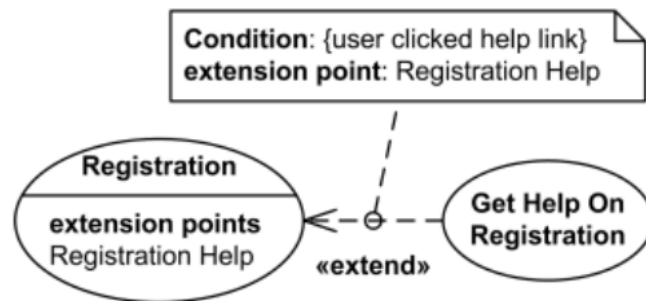 Condition: {user clicked help link}
extension point: Registration Help
Registration
extension points
Registration Help
«extend»
Get Help On
Registration